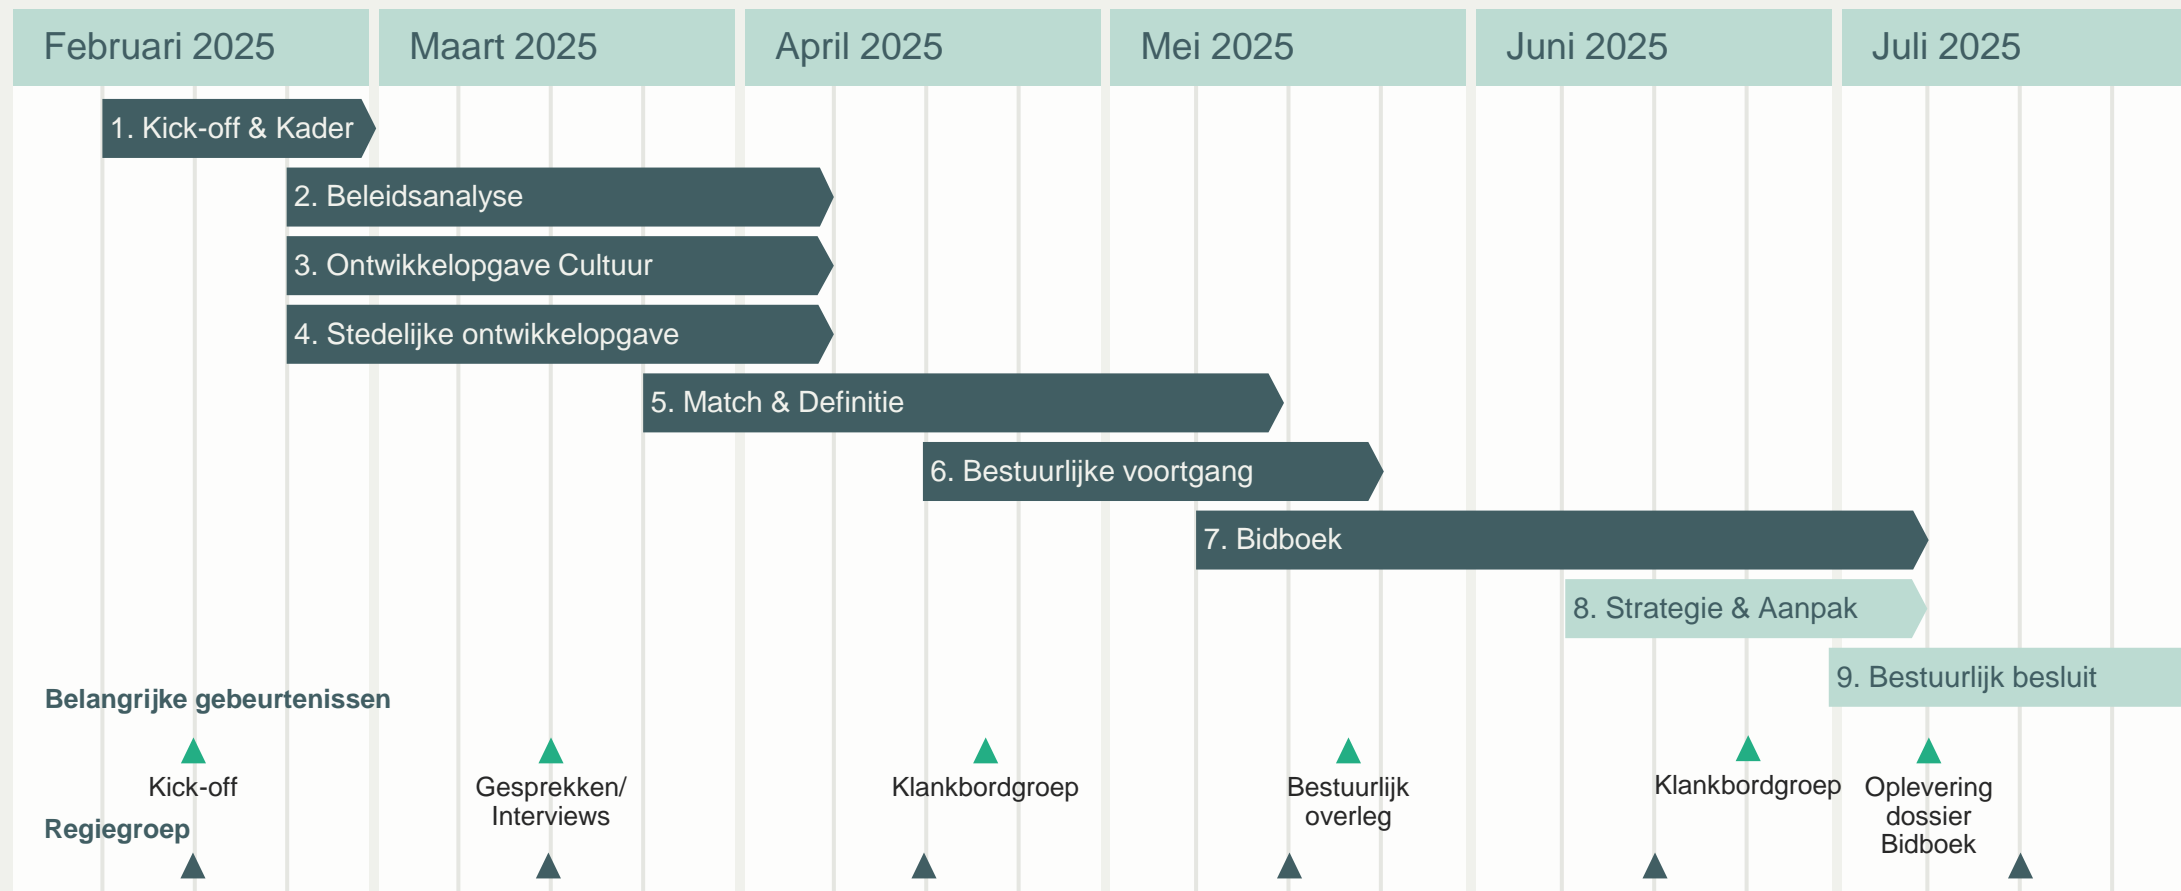 Februari 2025
Maart 2025
April 2025
Mei 2025
Juni 2025
Juli 2025
1. Kick-off & Kader
2. Beleidsanalyse
3. Ontwikkelopgave Cultuur
4. Stedelijke ontwikkelopgave
5. Match & Definitie
6. Bestuurlijke voortgang
7. Bidboek
8. Strategie & Aanpak
9. Bestuurlijk besluit
Belangrijke gebeurtenissen
Kick-off
Gesprekken/
Interviews
Klankbordgroep
Bestuurlijk
overleg
Klankbordgroep
Oplevering
dossier
Bidboek
Regiegroep